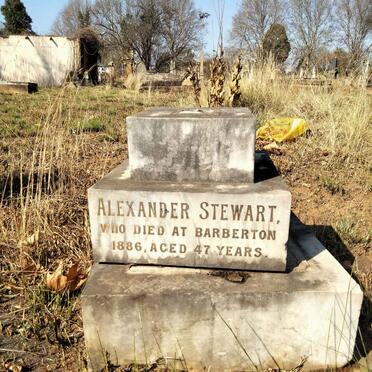 ALEXANDER STEWART,
WHO DIED AT BARBERTON
1886, AGED 47 YEARS.